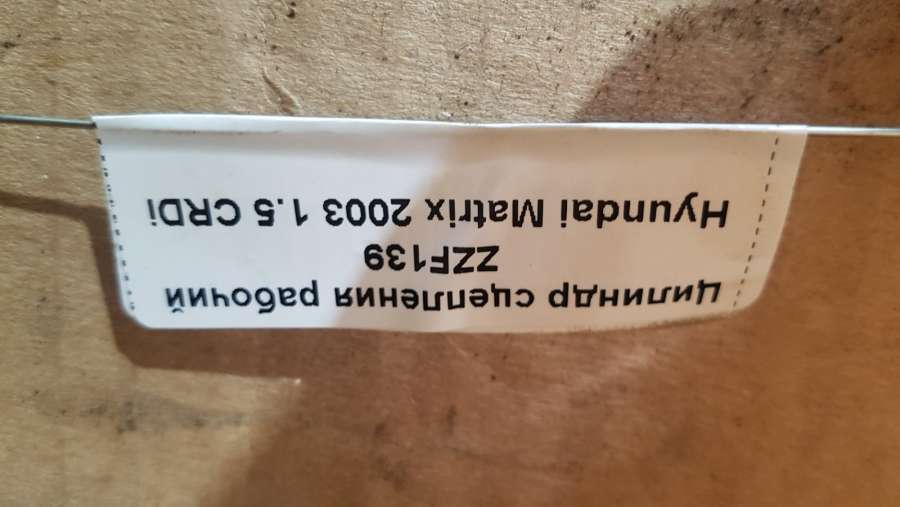 Цилиндр сцепления рабочий
ZZF139
Hyundai Matrix 2003 1.5 CRDi